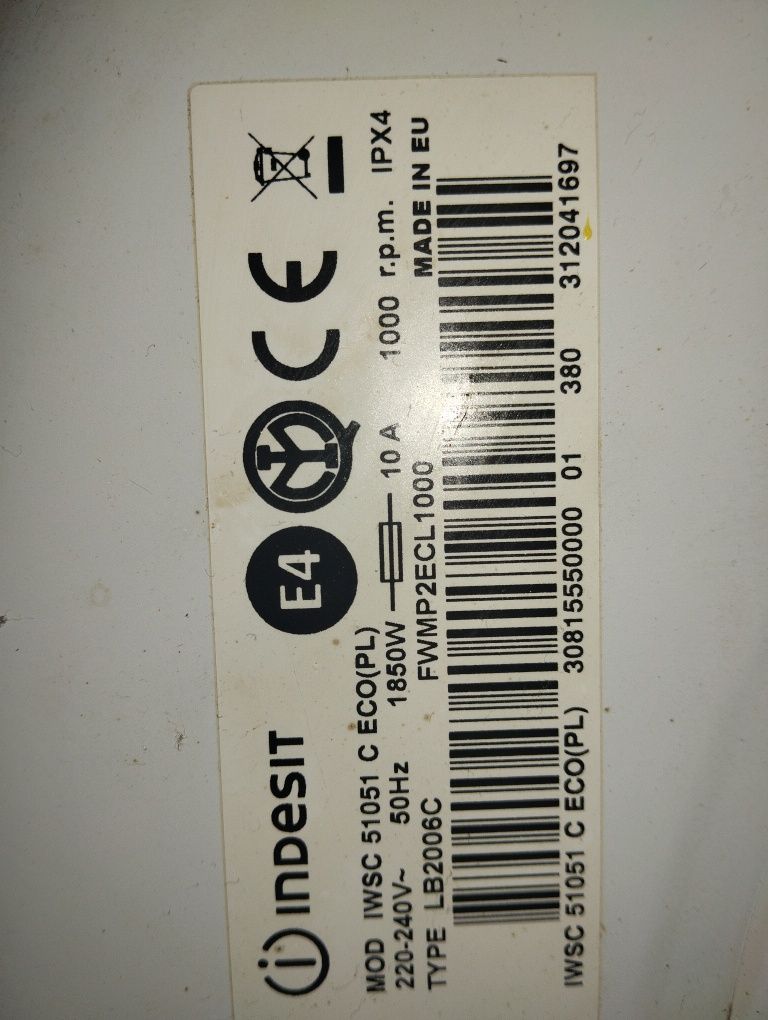 indesit E4
MOD IWSC 51051 C ECO(PL)
220-240V~ 50Hz 1850W 10 A 1000 r.p.m. IPX4
TYPE LB2006C FWMP2ECL1000 MADE IN EU
IWSC 51051 C ECO(PL) 30815550000 01 380 312041697